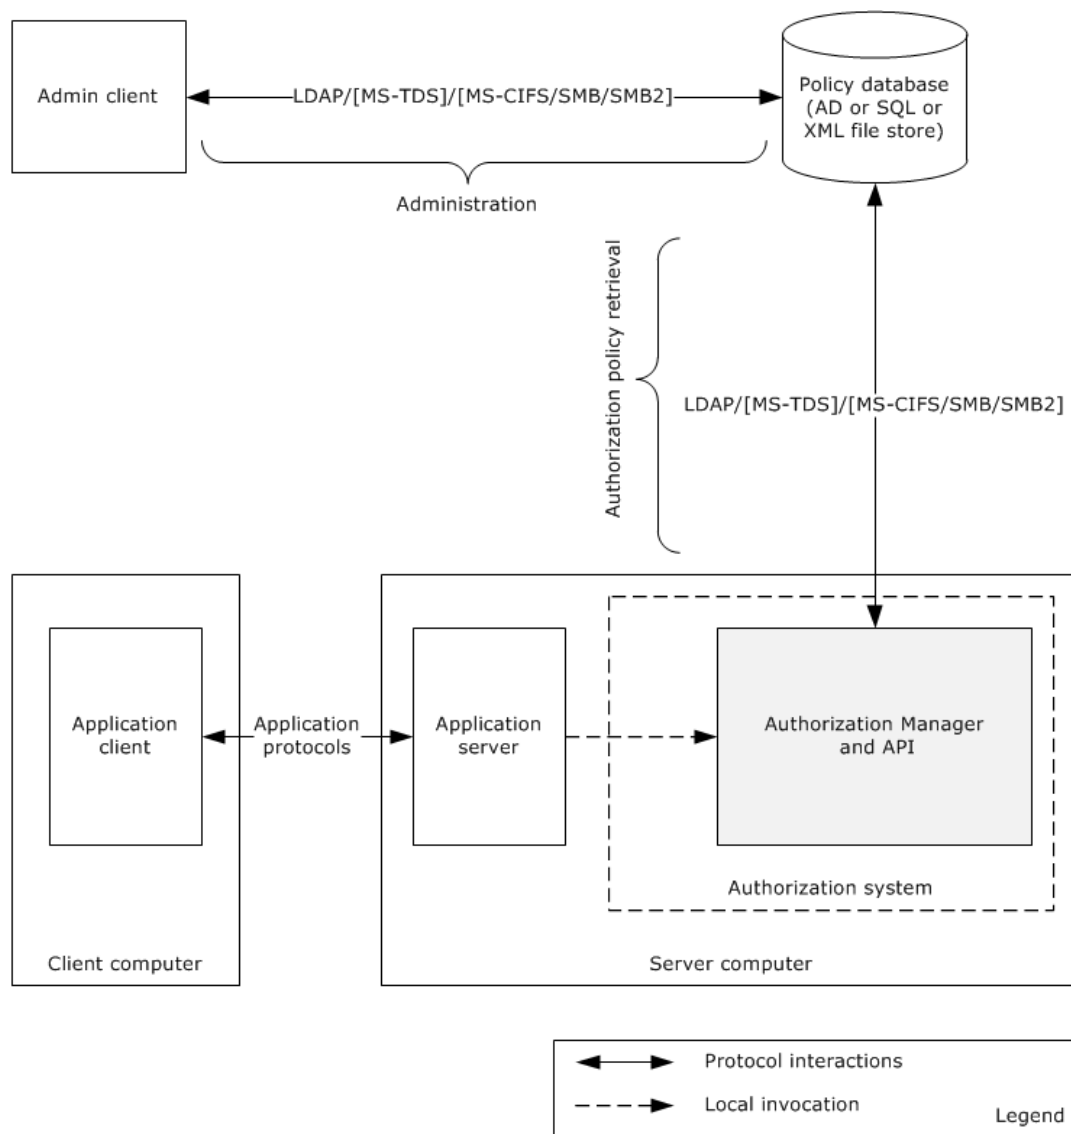 Admin client
LDAP/[MS-TDS]/[MS-CIFS/SMB/SMB2]
Policy database
(AD or SQL or
XML file store)
Administration
Authorization policy retrieval
LDAP/[MS-TDS]/[MS-CIFS/SMB/SMB2]
Application
client
Application
protocols
Application
server
Authorization Manager
and API
Authorization system
Client computer
Server computer
Protocol interactions
Local invocation
Legend